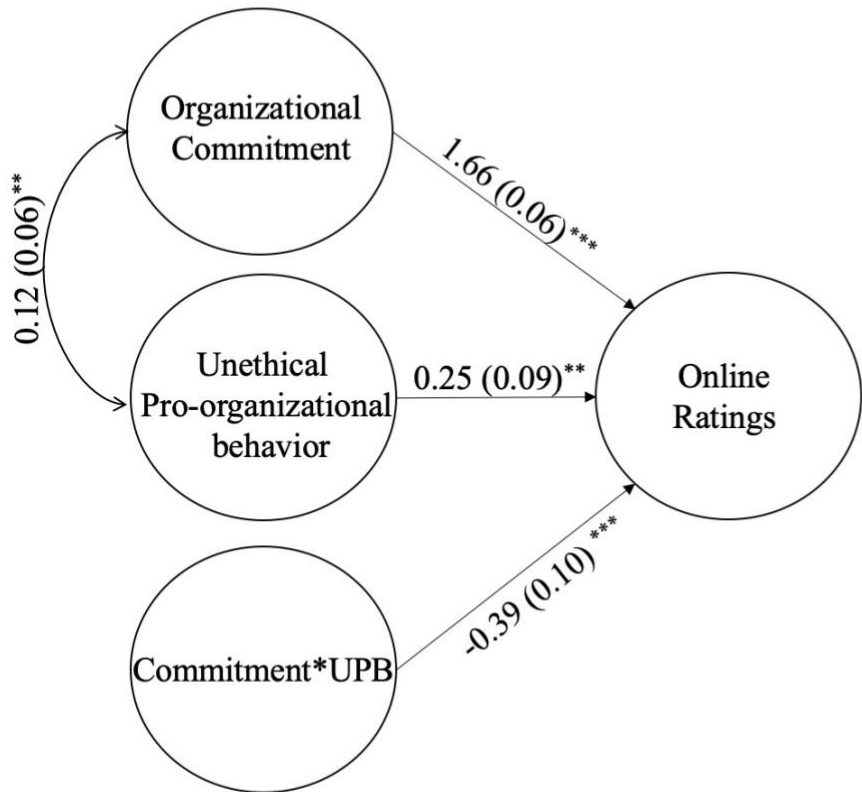 Organizational
Commitment
1.66 (0.06)***
0.12 (0.06)**
Unethical
Pro-organizational
behavior
0.25 (0.09)**
Online
Ratings
Commitment*UPB
-0.39 (0.10)***